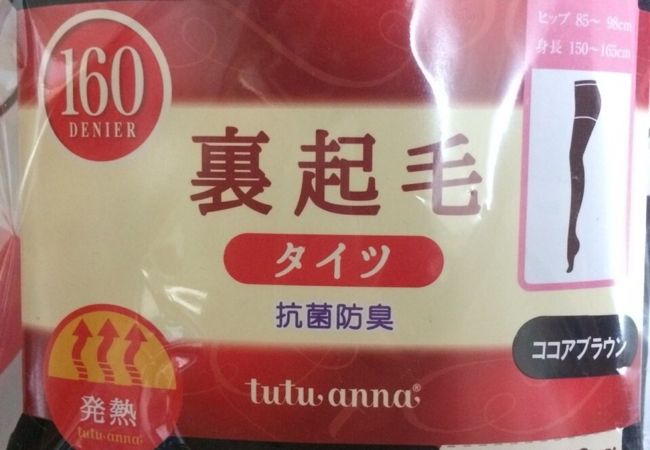 160
DENIER
ヒップ 85～98cm
身長 150～165cm
裏起毛
タイツ
抗菌防臭
ココアブラウン
発熱
tutu anna
tutu anna®